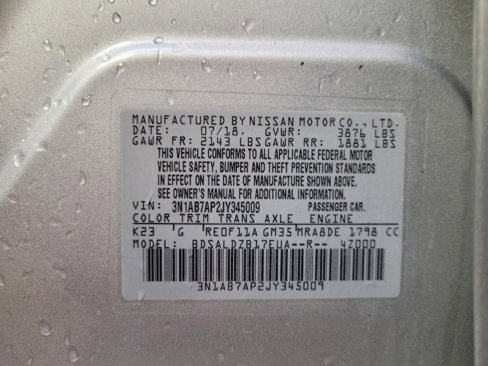 MANUFACTURED BY NISSAN MOTOR CO., LTD.
DATE: 07/18. GVWR: 3876 LBS
GAWR FR: 2143 LBS GAWR RR: 1881 LBS
THIS VEHICLE CONFORMS TO ALL APPLICABLE FEDERAL MOTOR
VEHICLE SAFETY, BUMPER AND THEFT PREVENTION STANDARDS
IN EFFECT ON THE DATE OF MANUFACTURE SHOWN ABOVE.
SEE OWNER'S MANUAL FOR ADDITIONAL INFORMATION.
VIN: 3N1AB7AP2JY345009 PASSENGER CAR.
COLOR TRIM TRANS AXLE ENGINE
K23 G RE0F11A GM35 MRA8DE 1798 CC
MODEL: BDSALDZB17EUA--R-- 4Z000
3N1AB7AP2JY345009